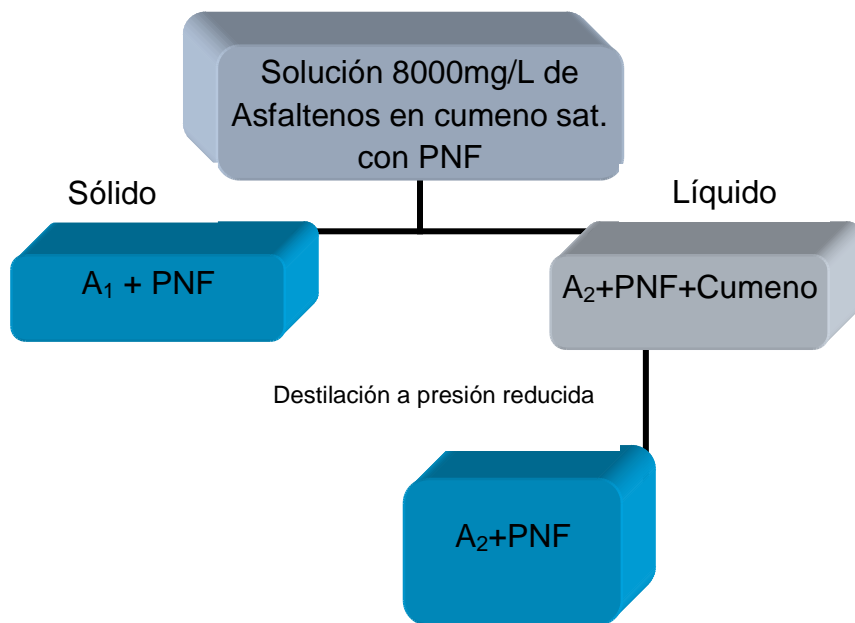 Solución 8000mg/L de
Asfaltenos en cumeno sat.
con PNF
Sólido
Líquido
A₁ + PNF
A₂+PNF+Cumeno
Destilación a presión reducida
A₂+PNF